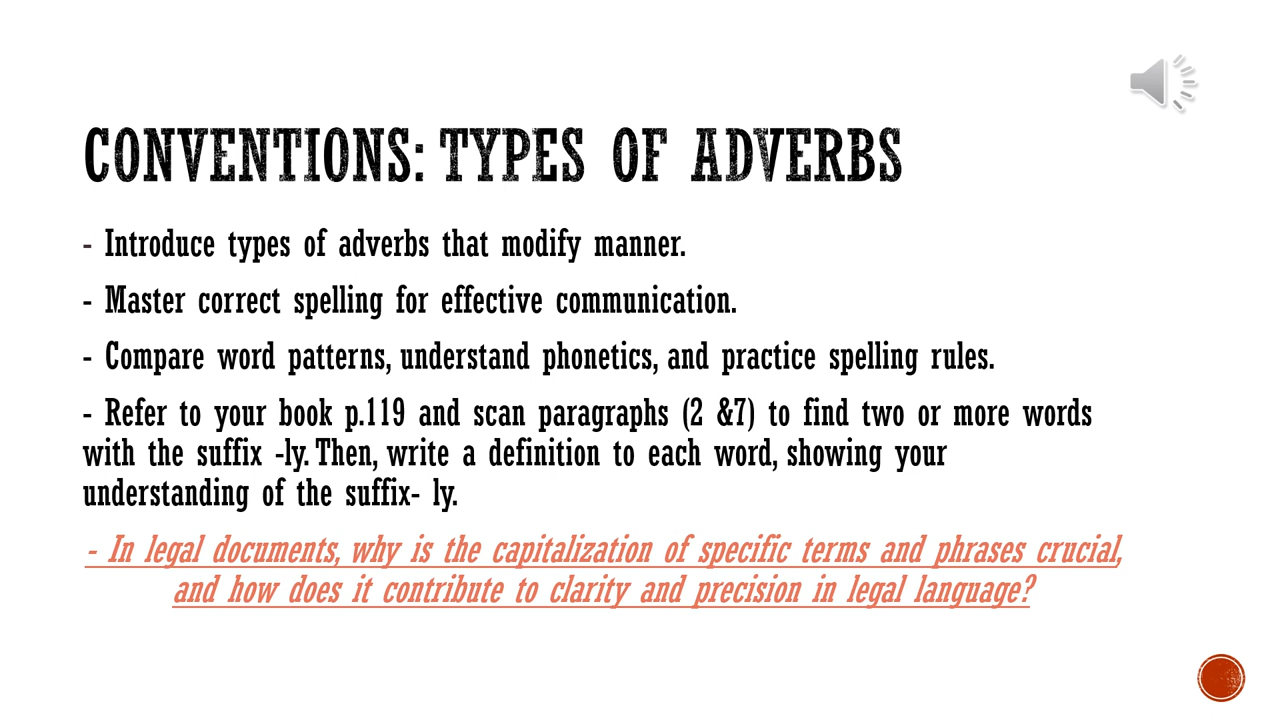 CONVENTIONS: TYPES OF ADVERBS
- Introduce types of adverbs that modify manner.
- Master correct spelling for effective communication.
- Compare word patterns, understand phonetics, and practice spelling rules.
- Refer to your book p.119 and scan paragraphs (2 &7) to find two or more words
with the suffix -ly. Then, write a definition to each word, showing your
understanding of the suffix- ly.
- In legal documents, why is the capitalization of specific terms and phrases crucial,
and how does it contribute to clarity and precision in legal language?